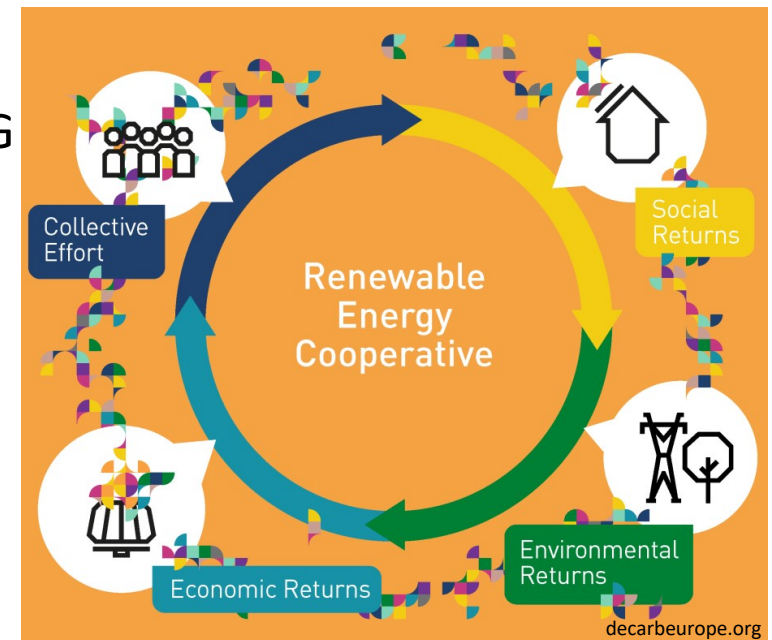 G
Collective
Effort
Social
Returns
Renewable
Energy
Cooperative
Economic Returns
Environmental
Returns
decarbeurope.org